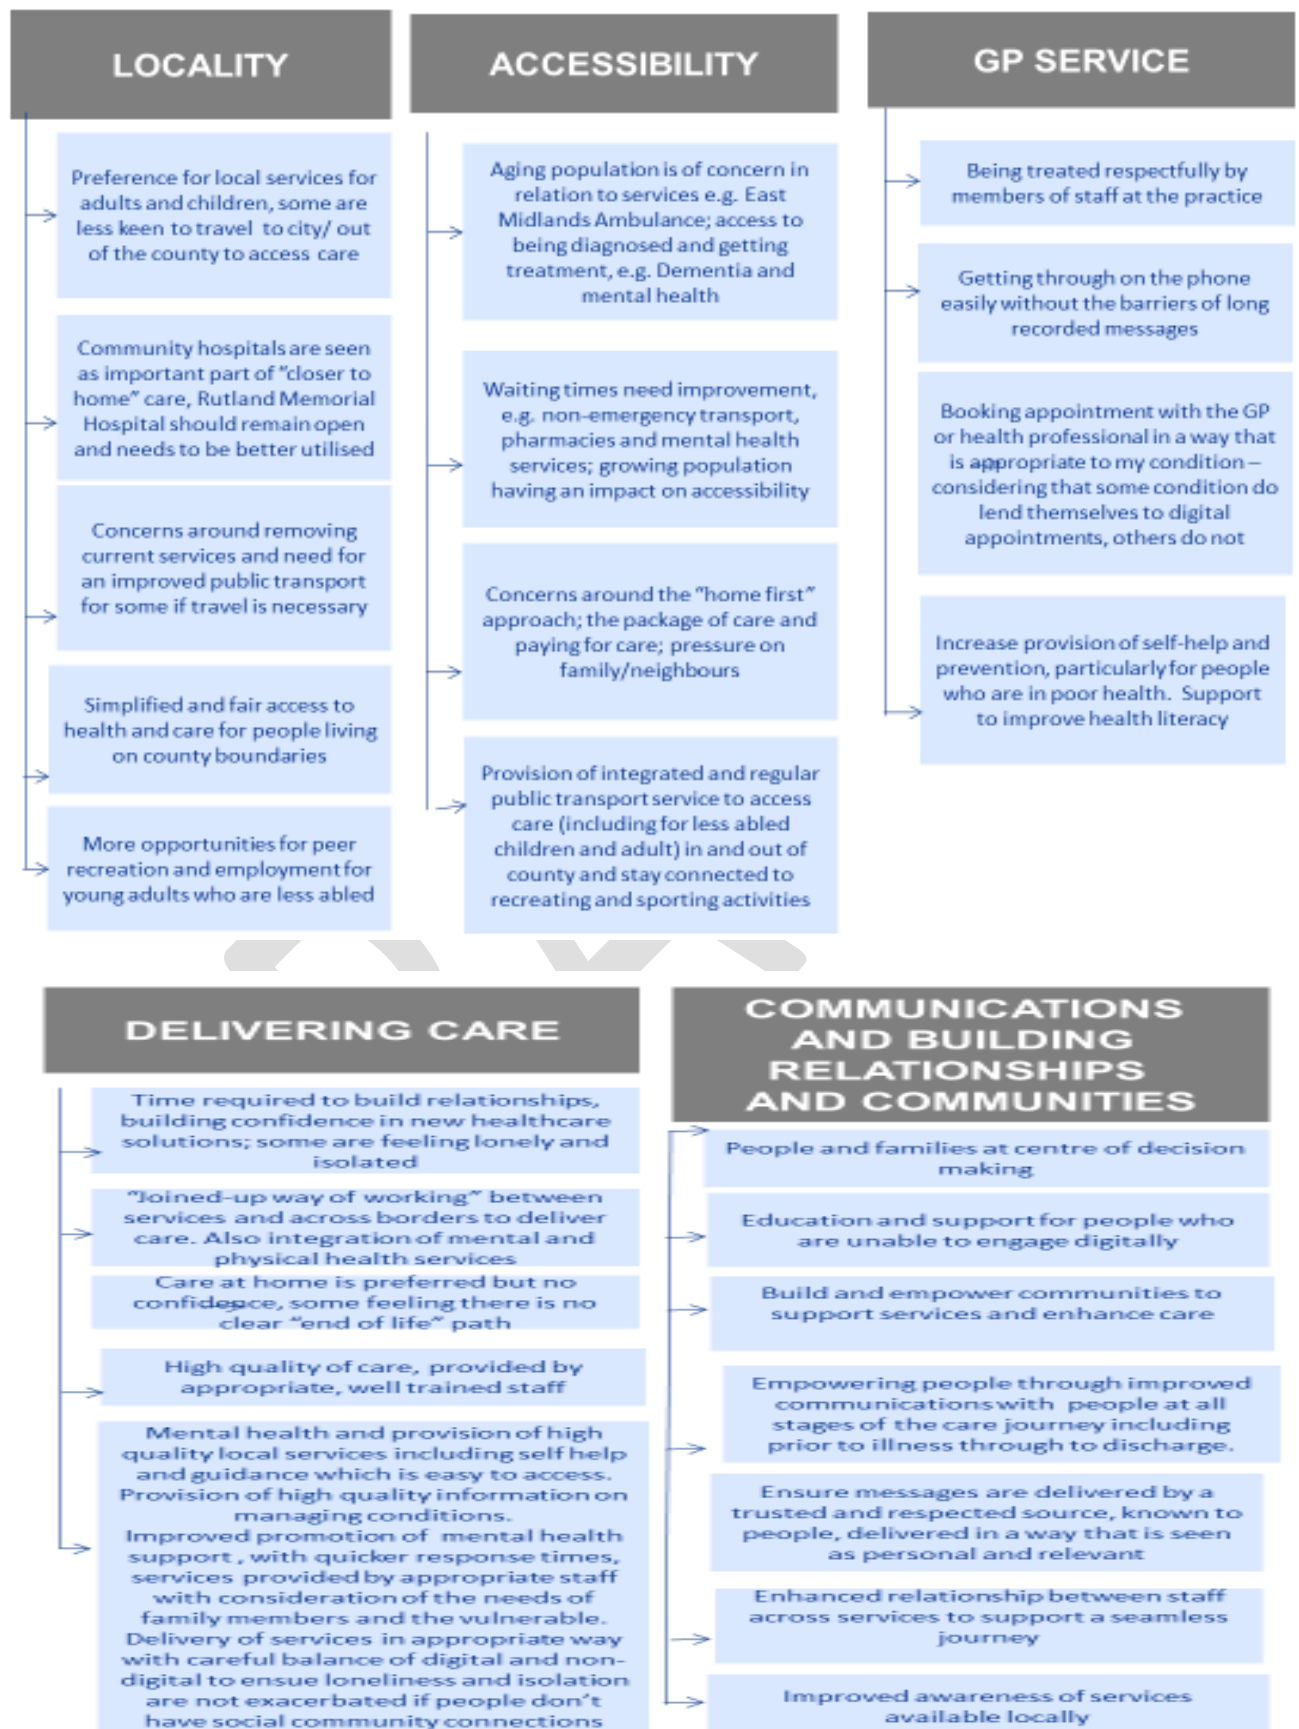 LOCALITY
Preference for local services for
adults and children, some are
less keen to travel to city/ out
of the county to access care
Community hospitals are seen
as important part of “closer to
home” care, Rutland Memorial
Hospital should remain open
and needs to be better utilised
Concerns around removing
current services and need for
an improved public transport
for some if travel is necessary
Simplified and fair access to
health and care for people living
on county boundaries
More opportunities for peer
recreation and employment for
young adults who are less abled
ACCESSIBILITY
Aging population is of concern in
relation to services e.g. East
Midlands Ambulance; access to
being diagnosed and getting
treatment, e.g. Dementia and
mental health
Waiting times need improvement,
e.g. non-emergency transport,
pharmacies and mental health
services; growing population
having an impact on accessibility
Concerns around the “home first”
approach; the package of care and
paying for care; pressure on
family/neighbours
Provision of integrated and regular
public transport service to access
care (including for less abled
children and adult) in and out of
county and stay connected to
recreating and sporting activities
GP SERVICE
Being treated respectfully by
members of staff at the practice
Getting through on the phone
easily without the barriers of long
recorded messages
Booking appointment with the GP
or health professional in a way that
is appropriate to my condition –
considering that some condition do
lend themselves to digital
appointments, others do not
Increase provision of self-help and
prevention, particularly for people
who are in poor health. Support
to improve health literacy
DELIVERING CARE
Time required to build relationships,
building confidence in new healthcare
solutions; some are feeling lonely and
isolated
“Joined-up way of working” between
services and across borders to deliver
care. Also integration of mental and
physical health services
Care at home is preferred but no
confidence, some feeling there is no
clear “end of life” path
High quality of care, provided by
appropriate, well trained staff
Mental health and provision of high
quality local services including self help
and guidance which is easy to access.
Provision of high quality information on
managing conditions.
Improved promotion of mental health
support , with quicker response times,
services provided by appropriate staff
with consideration of the needs of
family members and the vulnerable.
Delivery of services in appropriate way
with careful balance of digital and non-
digital to ensue loneliness and isolation
are not exacerbated if people don’t
have social community connections
COMMUNICATIONS
AND BUILDING
RELATIONSHIPS
AND COMMUNITIES
People and families at centre of decision
making
Education and support for people who
are unable to engage digitally
Build and empower communities to
support services and enhance care
Empowering people through improved
communications with people at all
stages of the care journey including
prior to illness through to discharge.
Ensure messages are delivered by a
trusted and respected source, known to
people, delivered in a way that is seen
as personal and relevant
Enhanced relationship between staff
across services to support a seamless
journey
Improved awareness of services
available locally